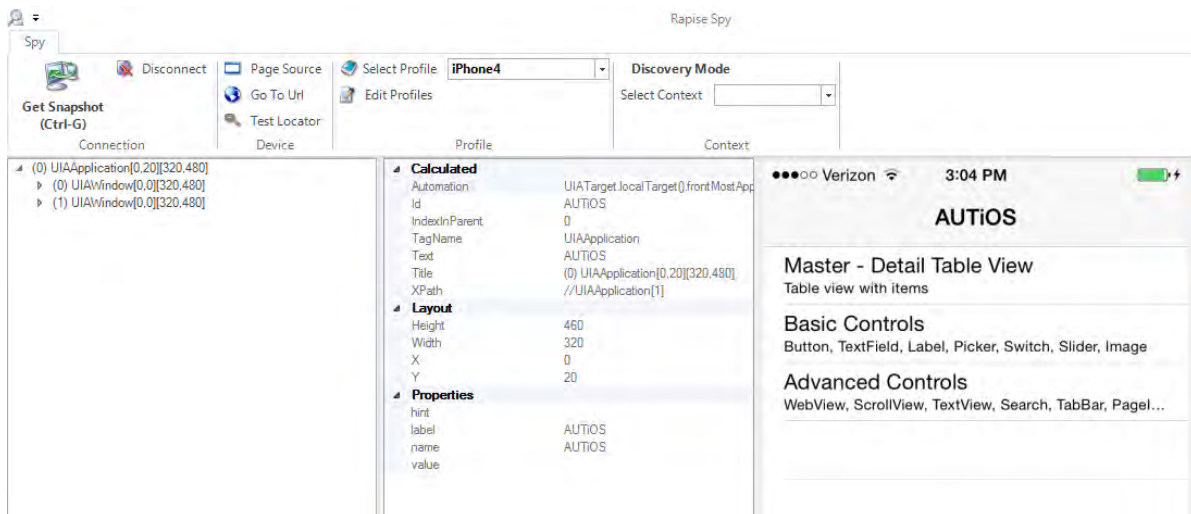 Rapise Spy
Spy
Get Snapshot
(Ctrl-G)
Disconnect
Connection
Page Source
Go To Url
Test Locator
Device
Select Profile iPhone4
Edit Profiles
Profile
Discovery Mode
Select Context
Context
(0) UIAApplication[0,20][320,480]
(0) UIAWindow[0,0][320,480]
(1) UIAWindow[0,0][320,480]
Calculated
Automation UIATarget.localTarget().frontMostApp
Id AUTiOS
IndexInParent 0
TagName UIAApplication
Text AUTiOS
Title (0) UIAApplication[0,20][320,480]
XPath //UIAApplication[1]
Layout
Height 460
Width 320
X 0
Y 20
Properties
hint
label AUTiOS
name AUTiOS
value
Verizon 3:04 PM
AUTiOS
Master - Detail Table View
Table view with items
Basic Controls
Button, TextField, Label, Picker, Switch, Slider, Image
Advanced Controls
WebView, ScrollView, TextView, Search, TabBar, PageI...